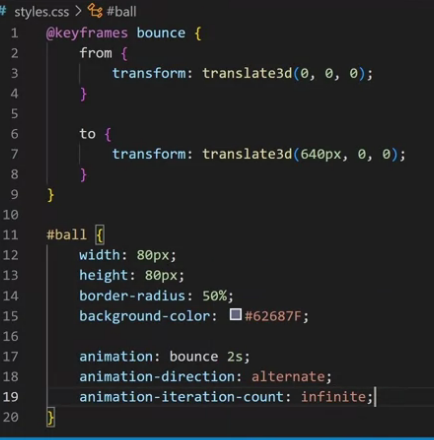 # styles.css > #ball
1 @keyframes bounce {
2     from {
3         transform: translate3d(0, 0, 0);
4     }
5
6     to {
7         transform: translate3d(640px, 0, 0);
8     }
9 }
10
11 #ball {
12     width: 80px;
13     height: 80px;
14     border-radius: 50%;
15     background-color: #62687F;
16
17     animation: bounce 2s;
18     animation-direction: alternate;
19     animation-iteration-count: infinite;
20 }